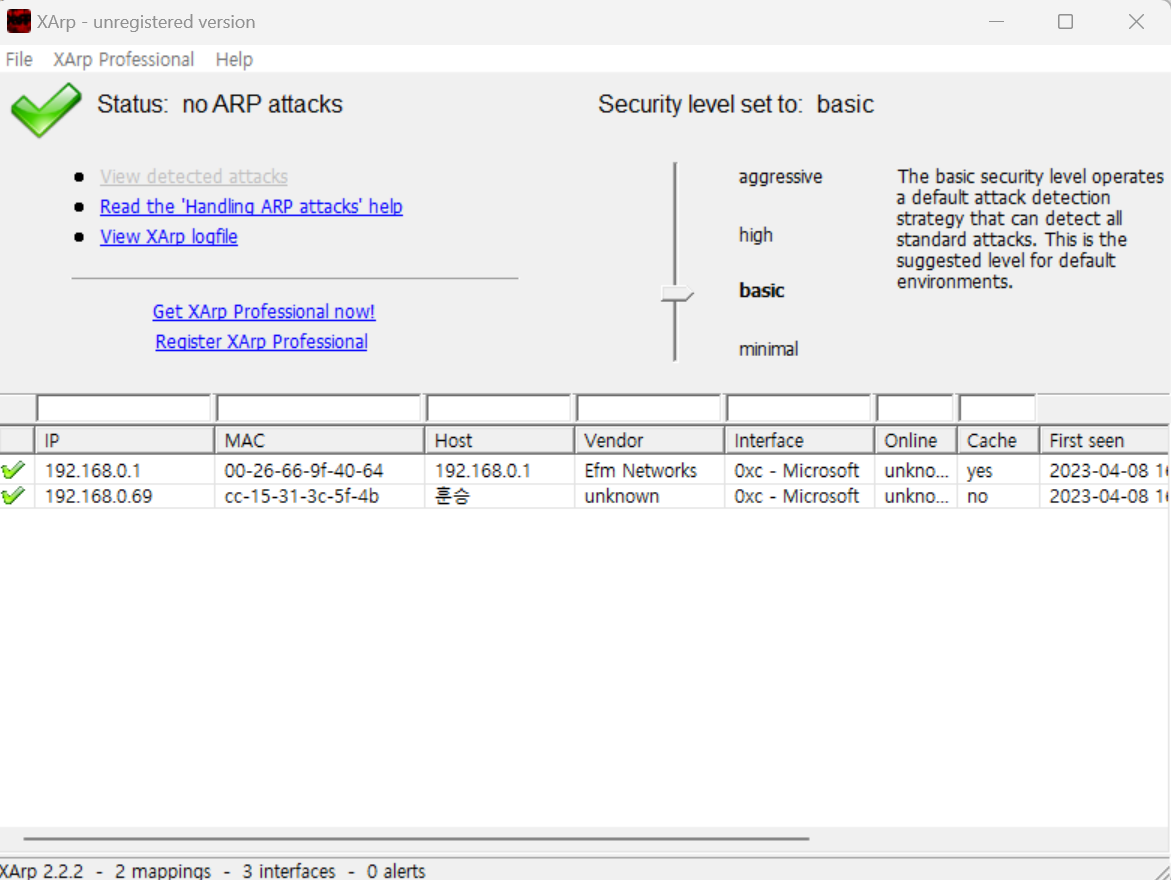 XArp - unregistered version
File XArp Professional Help
Status: no ARP attacks
Security level set to: basic
View detected attacks
Read the 'Handling ARP attacks' help
View XArp logfile
Get XArp Professional now!
Register XArp Professional
aggressive
high
basic
minimal
The basic security level operates
a default attack detection
strategy that can detect all
standard attacks. This is the
suggested level for default
environments.
IP MAC Host Vendor Interface Online Cache First seen
192.168.0.1 00-26-66-9f-40-64 192.168.0.1 Efm Networks 0xc - Microsoft unkno... yes 2023-04-08
192.168.0.69 cc-15-31-3c-5f-4b 훈승 unknown 0xc - Microsoft unkno... no 2023-04-08
XArp 2.2.2 - 2 mappings - 3 interfaces - 0 alerts